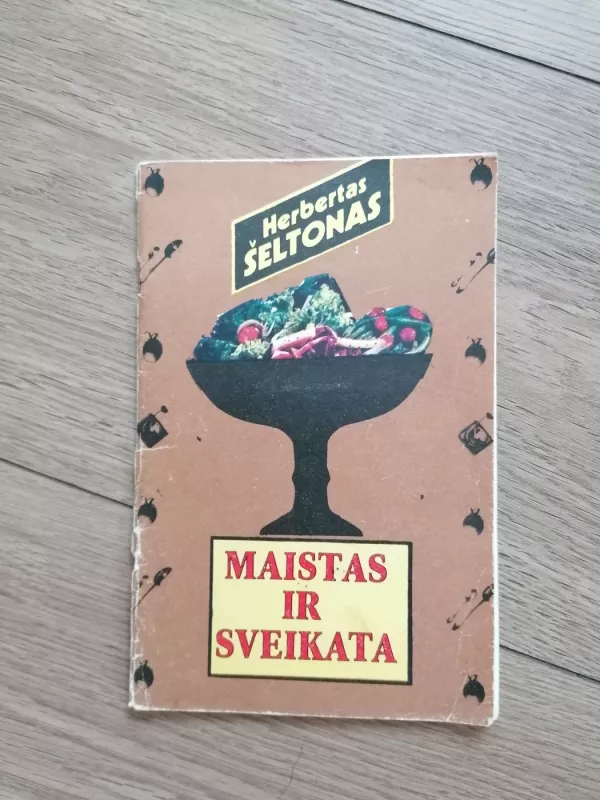 Herbertas
ŠELTONAS
MAISTAS
IR
SVEIKATA